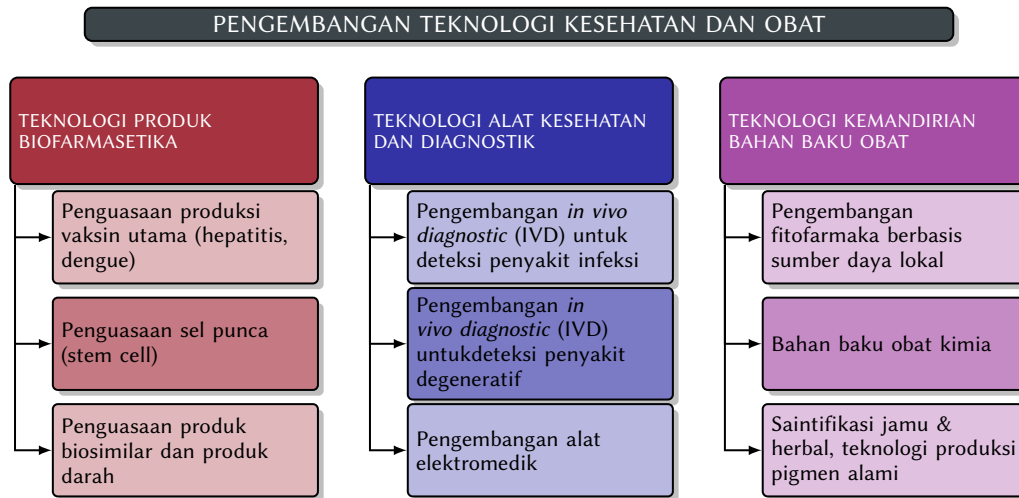 PENGEMBANGAN TEKNOLOGI KESEHATAN DAN OBAT
TEKNOLOGI PRODUK
BIOFARMASETIKA
Penguasaan produksi
vaksin utama (hepatitis,
dengue)
Penguasaan sel punca
(stem cell)
Penguasaan produk
biosimilar dan produk
darah
TEKNOLOGI ALAT KESEHATAN
DAN DIAGNOSTIK
Pengembangan in vivo
diagnostic (IVD) untuk
deteksi penyakit infeksi
Pengembangan in
vivo diagnostic (IVD)
untukdeteksi penyakit
degeneratif
Pengembangan alat
elektromedik
TEKNOLOGI KEMANDIRIAN
BAHAN BAKU OBAT
Pengembangan
fitofarmaka berbasis
sumber daya lokal
Bahan baku obat kimia
Saintifikasi jamu &
herbal, teknologi produksi
pigmen alami